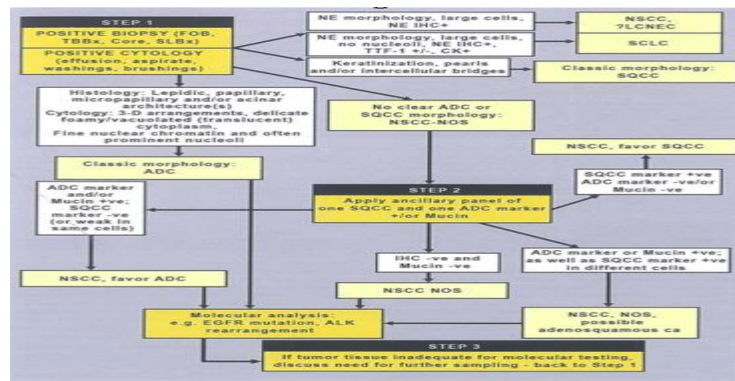 STEP 1
POSITIVE BIOPSY (FOB,
TBBx, Core, SLBx)
POSITIVE CYTOLOGY
(effusion, aspirate,
washings, brushings)
NE morphology, large cells,
NE IHC+
NSCC,
?LCNEC
NE morphology, large cells,
no nucleoli, NE IHC+,
TTF-1 +/-, CK+
SCLC
Keratinization, pearls
and/or intercellular bridges
Classic morphology:
SQCC
Histology: Lepidic, papillary,
micropapillary and/or acinar
architecture(s)
Cytology: 3-D arrangements, delicate
foamy/vacuolated (translucent)
cytoplasm,
Fine nuclear chromatin and often
prominent nucleoli
No clear ADC or
SQCC morphology:
NSCC-NOS
NSCC, favor SQCC
Classic morphology:
ADC
SQCC marker +ve
ADC marker -ve/or
Mucin -ve
ADC marker
and/or
Mucin +ve;
SQCC
marker -ve
(or weak in
same cells)
STEP 2
Apply ancillary panel of
one SQCC and one ADC marker
+/or Mucin
IHC -ve and
Mucin -ve
ADC marker or Mucin +ve;
as well as SQCC marker +ve
in different cells
NSCC, favor ADC
NSCC NOS
Molecular analysis:
e.g. EGFR mutation, ALK
rearrangement
NSCC, NOS,
possible
adenosquamous ca
STEP 3
If tumor tissue inadequate for molecular testing,
discuss need for further sampling - back to Step 1